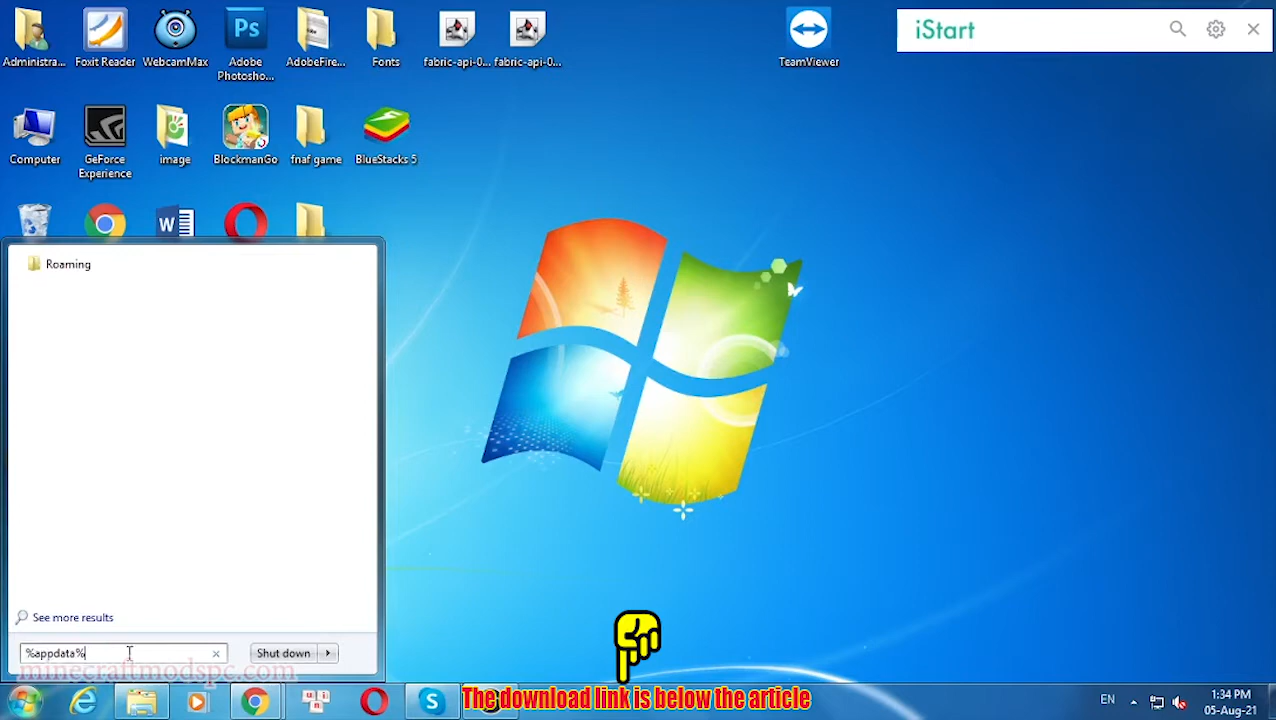 iStart
Administra...
Foxit Reader
WebcamMax
Ps
Adobe
Photosho...
AdobeFire...
Fonts
fabric-api-0...
fabric-api-0...
TeamViewer
Computer
GeForce
Experience
image
BlockmanGo
fnaf game
BlueStacks 5
W
Roaming
See more results
%appdata%
Shut down
minecraftmodspc.com
The download link is below the article
EN
1:34 PM
05-Aug-21